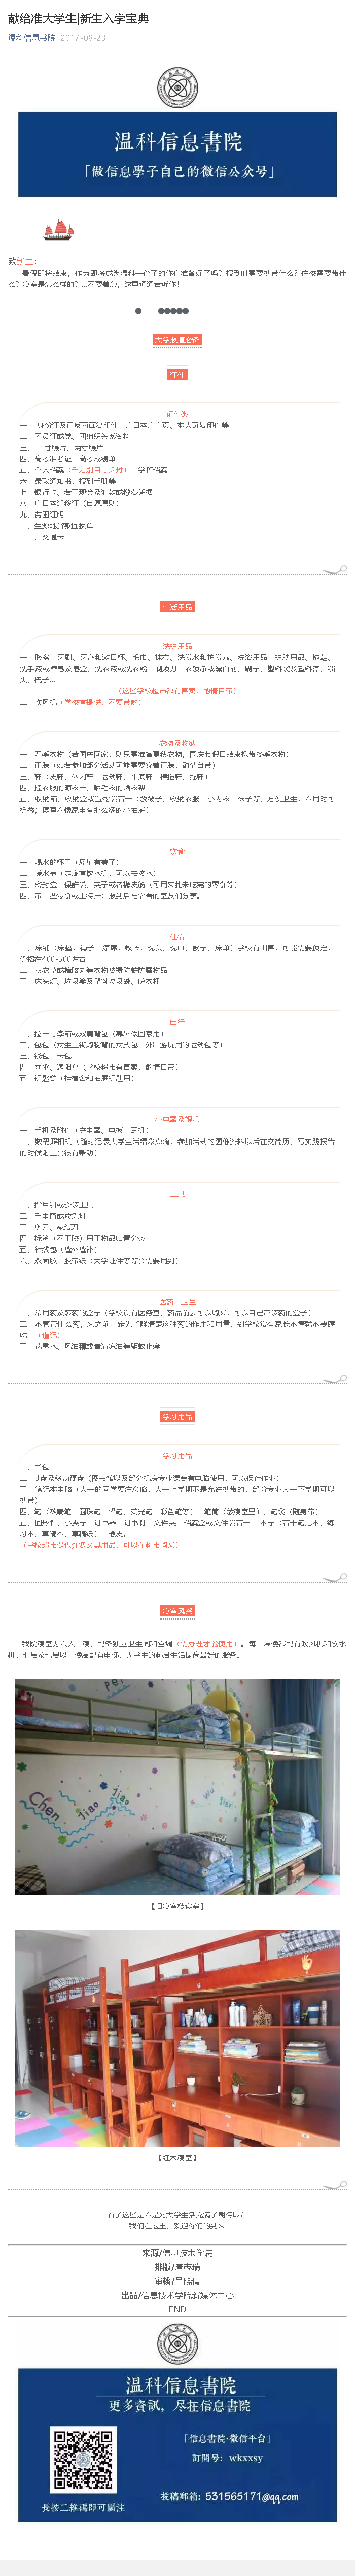 献给准大学生|新生入学宝典
温科信息书院 2017-08-23
温科信息書院
「做信息學子自己的微信公众号」
致新生：
暑假即将结束，作为即将成为温科一份子的你们准备好了吗？报到时需要携带什么？住校需要带什
么？寝室是怎么样的？...不要着急，这里通通告诉你！
大学报道必备
证件
证件类
一、 身份证及正反两面复印件、户口本户主页、本人页复印件等
二、团员证或党、团组织关系资料
三、一寸照片、两寸照片
四、高考准考证、高考成绩单
五、个人档案（千万别自行拆封）、学籍档案
六、录取通知书，报到手册等
七、银行卡、若干现金及汇款或缴费凭据
八、户口本迁移证（自愿原则）
九、贫困证明
十、生源地贷款回执单
十一、交通卡
生活用品
洗护用品
一、脸盆、牙刷、牙膏和漱口杯、毛巾、抹布、洗发水和护发素、洗浴用品、护肤用品、拖鞋、
洗手液或香皂及皂盒、洗衣液或洗衣粉、剃须刀、衣领净或漂白剂、刷子、塑料袋及塑料篮、镜
头、梳子...
（这些学校超市都有售卖，酌情自带）
二、吹风机（学校有提供，不要带哟）
衣物及收纳
一、四季衣物（若国庆回家，则只需准备夏秋衣物，国庆节假日结束携带冬季衣物）
二、正装（如若参加部分活动可能需要穿着正装，酌情自带）
三、鞋（皮鞋、休闲鞋、运动鞋、平底鞋、棉拖鞋、拖鞋）
四、挂衣服的晾衣杆、晒毛衣的晒衣架
五、收纳箱、收纳盒或置物袋若干（放被子、收纳衣服、小内衣、袜子等，方便卫生，不用时可
折叠；寝室不像家里有那么多的小抽屉）
饮食
一、喝水的杯子（尽量有盖子）
二、暖水壶（走廊有饮水机，可以去接水）
三、密封盒、保鲜袋、夹子或者橡皮筋（可用来扎未吃完的零食等）
四、带一些零食或土特产：报到后与宿舍的室友们分享。
住宿
一、床铺（床垫，褥子、凉席，蚊帐，枕头，枕巾，被子、床单）学校有出售，可能需要预定，
价格在400-500左右。
二、薰衣草或樟脑丸等衣物被褥防蛀防霉物品
三、床头灯、垃圾篓及塑料垃圾袋、晾衣杠
出行
一、拉杆行李箱或双肩背包（寒暑假回家用）
二、包包（女生上街购物背的女式包、外出游玩用的运动包等）
三、钱包、卡包
四、雨伞、遮阳伞（学校超市有售卖，酌情自带）
五、钥匙链（挂宿舍和抽屉钥匙用）
小电器及娱乐
一、手机及附件（充电器、电板、耳机）
二、数码照相机（随时记录大学生活精彩点滴，参加活动的图像资料以后在交简历、写实践报告
的时候附上会很有帮助）
工具
一、指甲钳或套装工具
二、手电筒或应急灯
三、剪刀、裁纸刀
四、标签（不干胶）用于物品归置分类
五、针线包（缝补缝补）
六、双面胶、胶带纸（大学证件等等会需要用到）
医药、卫生
一、常用药及装药的盒子（学校设有医务室，药品前去可以购买，可以自己带装药的盒子）
二、不管带什么药，来之前一定先了解清楚这种药的作用和用量，到学校没有家长不懂就不要瞎
吃。（谨记）
三、花露水、风油精或者清凉油等驱蚊止痒
学习用品
学习用品
一、书包
二、U盘及移动硬盘（图书馆以及部分机房专业课会有电脑使用，可以保存作业）
三、笔记本电脑（大一的同学要注意咯，大一上学期不是允许携带的，部分专业大一下学期可以
携带）
四、笔（碳素笔、圆珠笔、铅笔、荧光笔、彩色笔等）、笔筒（放寝室里）、笔袋（随身带）
五、回形针、小夹子、订书器、订书钉、文件夹、档案盒或文件袋若干、 本子（若干笔记本、练
习本，草稿本、草稿纸）、橡皮。
（学校超市提供许多文具用品，可以在超市购买）
寝室风采
我院寝室为六人一寝，配备独立卫生间和空调（需办理才能使用）。每一层楼都配有吹风机和饮水
机，七层及七层以上楼层配有电梯，为学生的起居生活提高最好的服务。
Chen Jiao Jiao Pei
【旧寝室楼寝室】
【红木寝室】
看了这些是不是对大学生活充满了期待呢？
我们在这里，欢迎你们的到来
来源/信息技术学院
排版/唐志瑞
审核/吕晓倩
出品/信息技术学院新媒体中心
-END-
温科信息書院
更多資訊，尽在信息書院
「信息書院·微信平台」
订閱号：wkxxsy
投稿邮箱：531565171@qq.com
長按二維碼即可關注